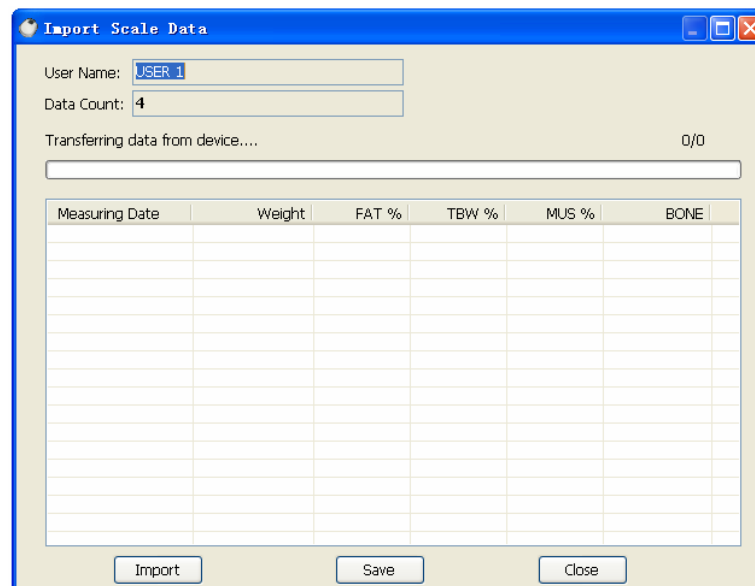 Import Scale Data
User Name: USER 1
Data Count: 4
Transferring data from device.... 0/0
Measuring Date Weight FAT % TBW % MUS % BONE
Import Save Close